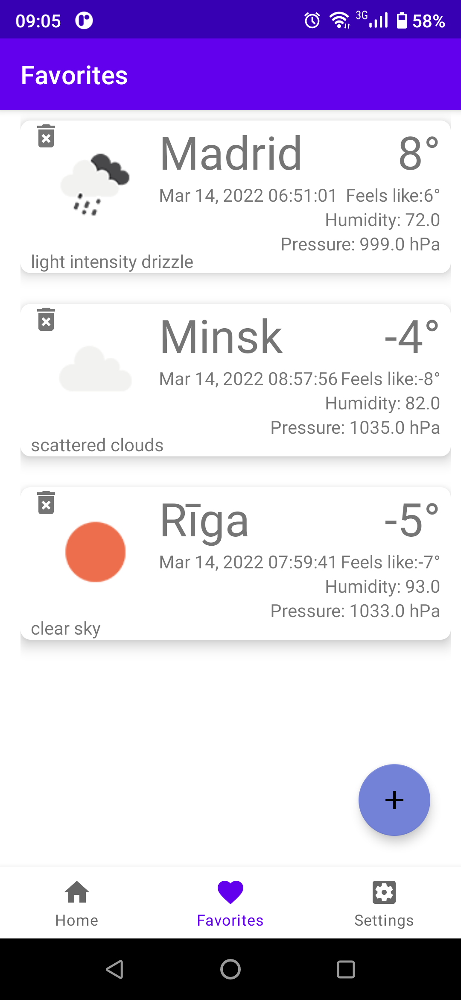 09:05 3G 58%
Favorites
Madrid 8°
Mar 14, 2022 06:51:01 Feels like:6°
Humidity: 72.0
Pressure: 999.0 hPa
light intensity drizzle
Minsk -4°
Mar 14, 2022 08:57:56 Feels like:-8°
Humidity: 82.0
Pressure: 1035.0 hPa
scattered clouds
Rīga -5°
Mar 14, 2022 07:59:41 Feels like:-7°
Humidity: 93.0
Pressure: 1033.0 hPa
clear sky
Home Favorites Settings